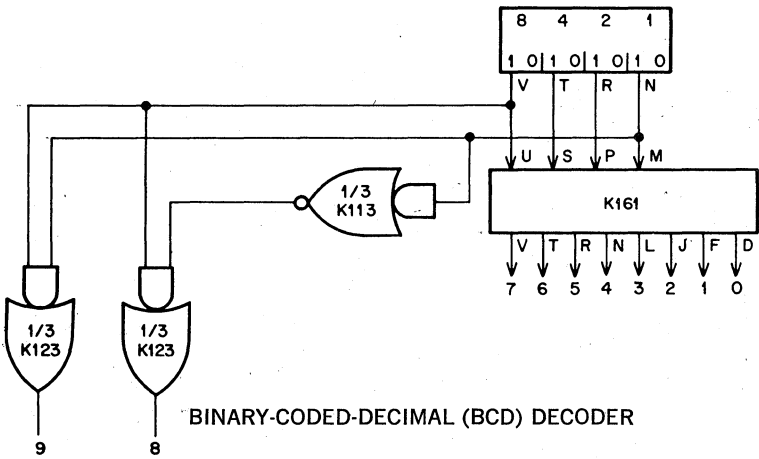 8 4 2 1
1 0 1 0 1 0 1 0
V T R N
U S P M
1/3
K113
K161
V T R N L J F D
7 6 5 4 3 2 1 0
1/3
K123
1/3
K123
BINARY-CODED-DECIMAL (BCD) DECODER
9 8